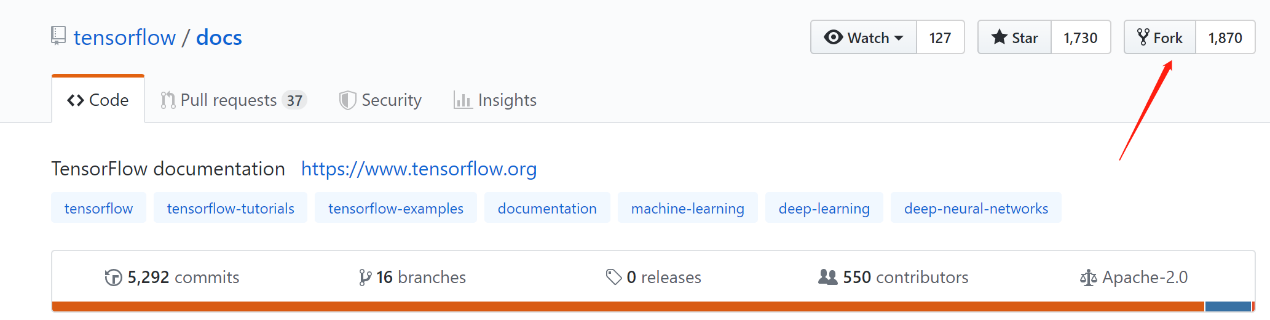 tensorflow / docs
Watch 127 Star 1,730 Fork 1,870
Code Pull requests 37 Security Insights
TensorFlow documentation https://www.tensorflow.org
tensorflow tensorflow-tutorials tensorflow-examples documentation machine-learning deep-learning deep-neural-networks
5,292 commits 16 branches 0 releases 550 contributors Apache-2.0